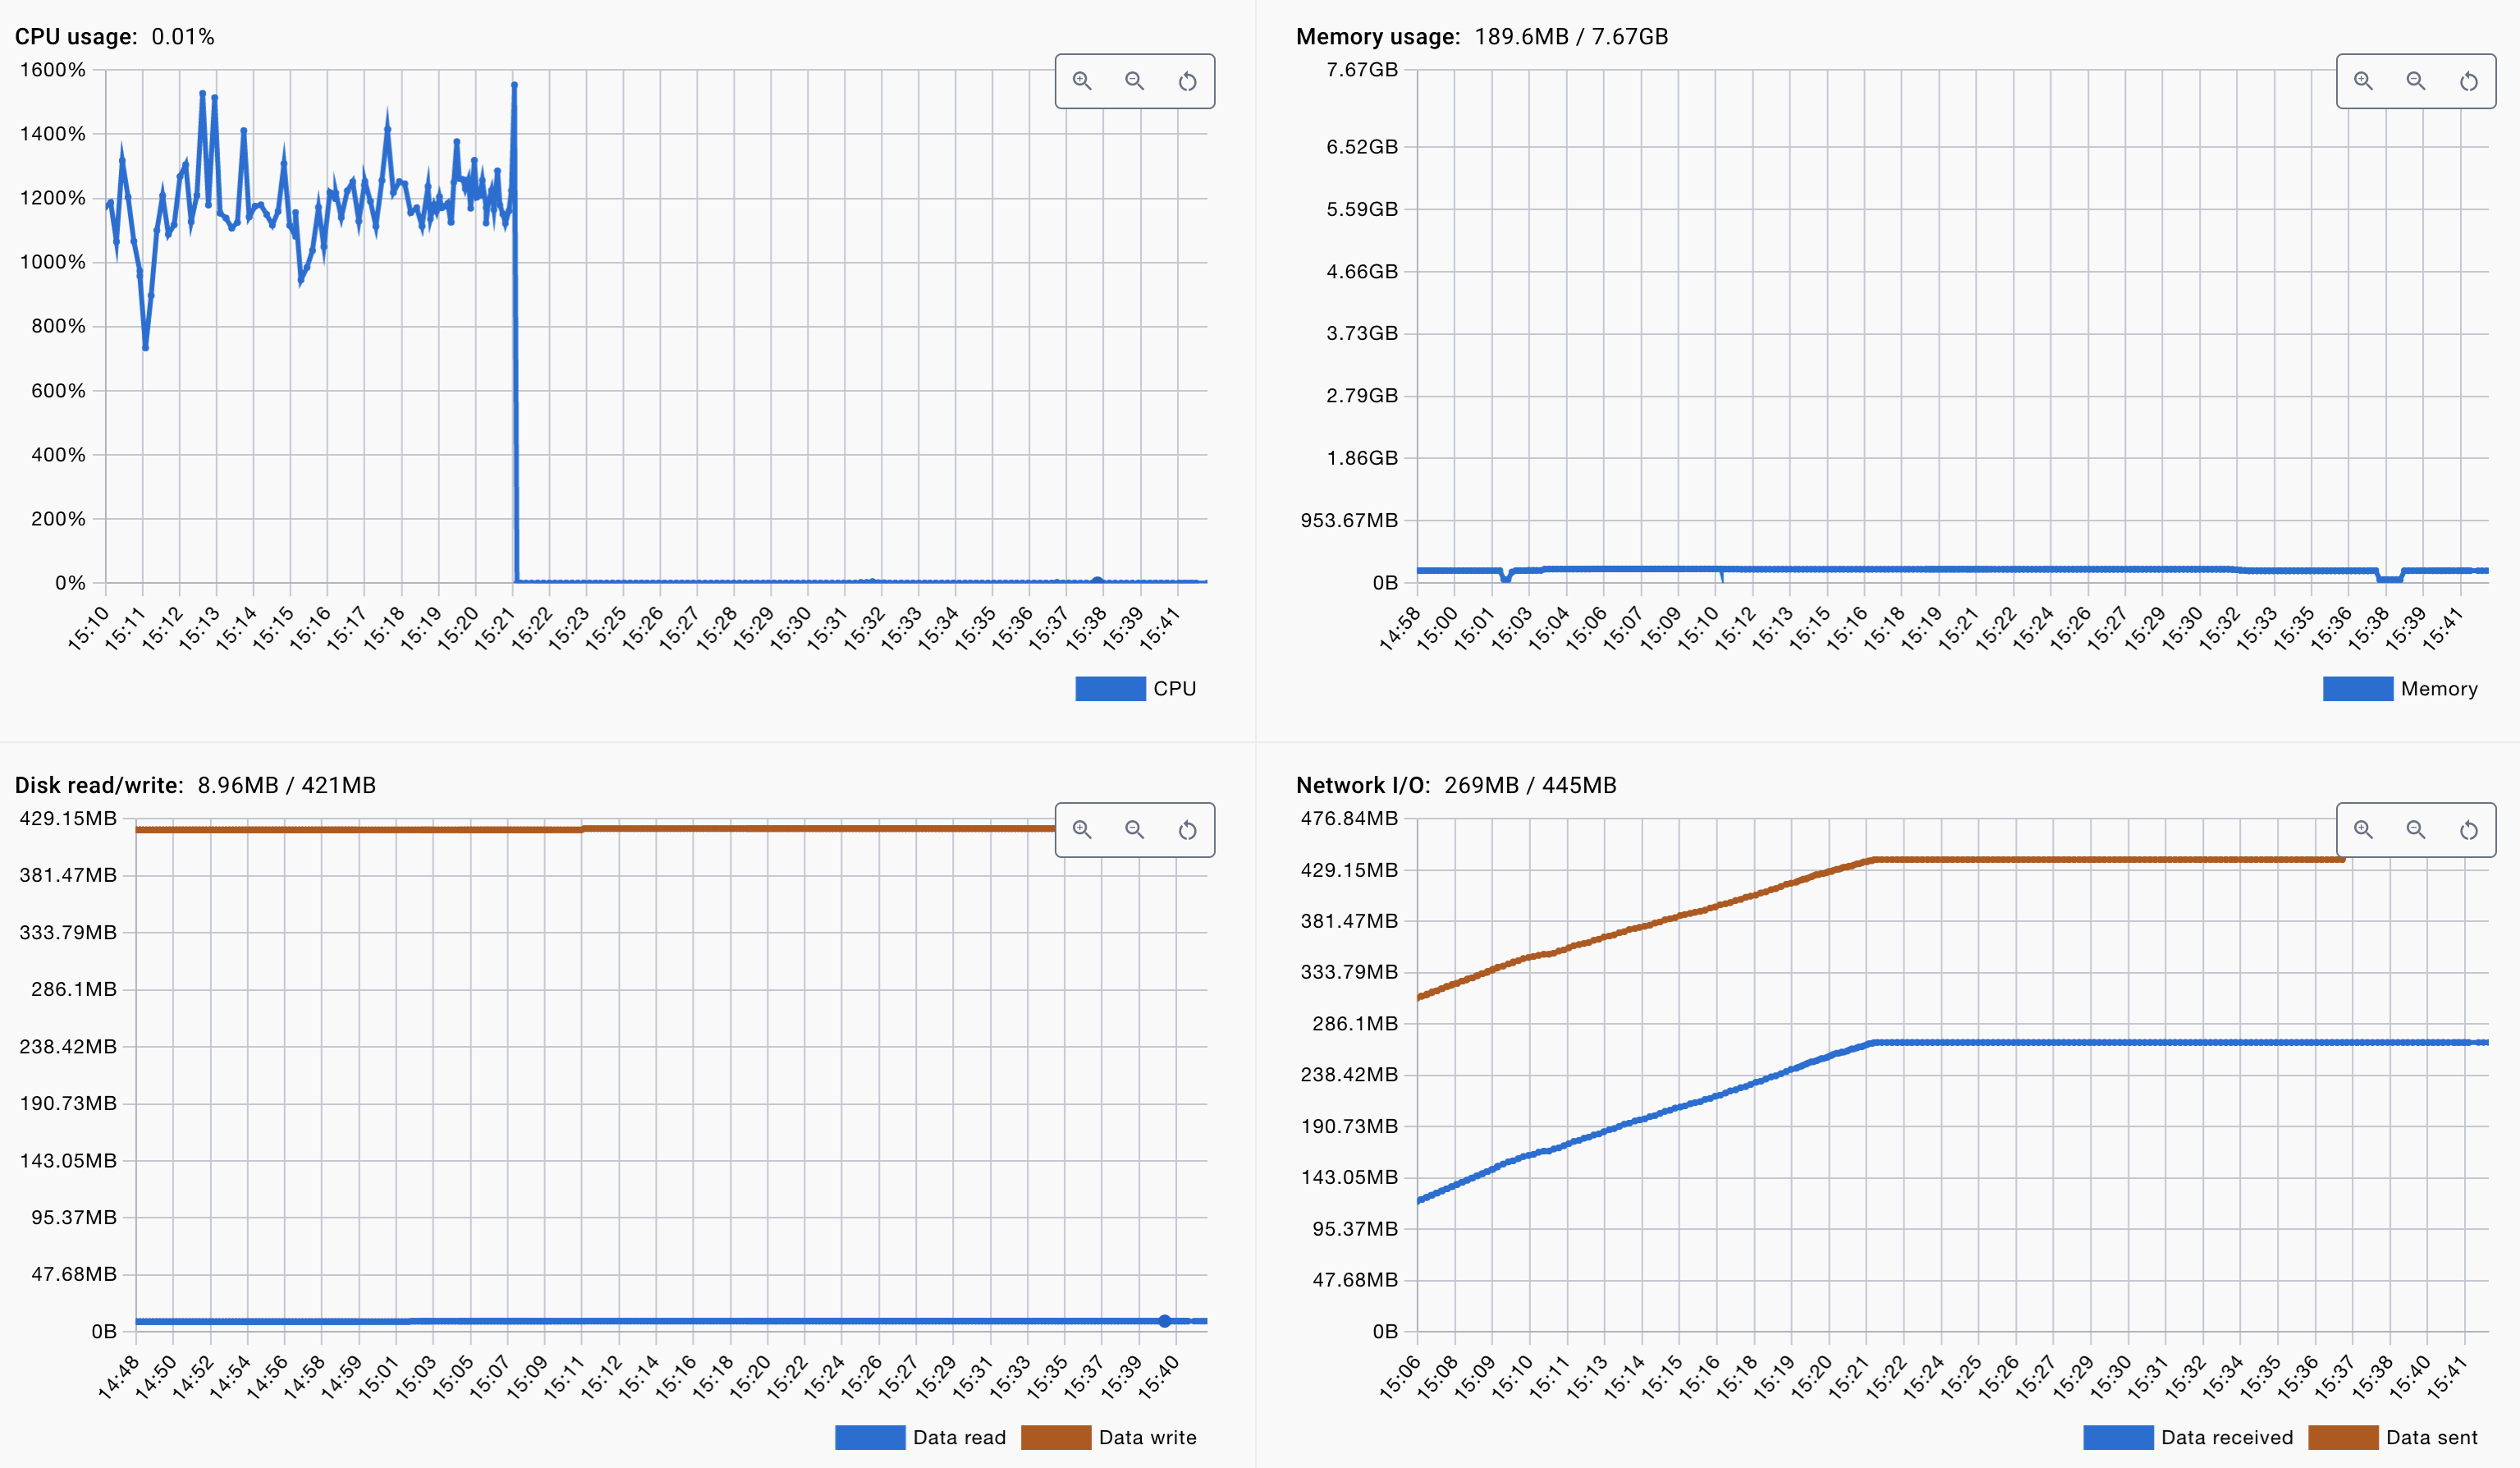 CPU usage: 0.01%
1600%
1400%
1200%
1000%
800%
600%
400%
200%
0%
15:10 15:11 15:12 15:13 15:14 15:15 15:16 15:17 15:18 15:19 15:20 15:21 15:22 15:23 15:25 15:26 15:27 15:28 15:29 15:30 15:31 15:32 15:33 15:34 15:35 15:36 15:37 15:38 15:39 15:41
CPU
Memory usage: 189.6MB / 7.67GB
7.67GB
6.52GB
5.59GB
4.66GB
3.73GB
2.79GB
1.86GB
953.67MB
0B
14:58 15:00 15:01 15:03 15:04 15:06 15:07 15:09 15:10 15:12 15:13 15:15 15:16 15:18 15:19 15:21 15:22 15:24 15:26 15:27 15:29 15:30 15:32 15:33 15:35 15:36 15:38 15:39 15:41
Memory
Disk read/write: 8.96MB / 421MB
429.15MB
381.47MB
333.79MB
286.1MB
238.42MB
190.73MB
143.05MB
95.37MB
47.68MB
0B
14:48 14:50 14:52 14:54 14:56 14:58 14:59 15:01 15:03 15:05 15:07 15:09 15:11 15:12 15:14 15:16 15:18 15:20 15:22 15:24 15:26 15:27 15:29 15:31 15:33 15:35 15:37 15:39 15:40
Data read Data write
Network I/O: 269MB / 445MB
476.84MB
429.15MB
381.47MB
333.79MB
286.1MB
238.42MB
190.73MB
143.05MB
95.37MB
47.68MB
0B
15:06 15:08 15:09 15:10 15:11 15:13 15:14 15:15 15:16 15:18 15:19 15:20 15:21 15:22 15:24 15:25 15:26 15:27 15:29 15:30 15:31 15:32 15:34 15:35 15:36 15:37 15:38 15:40 15:41
Data received Data sent